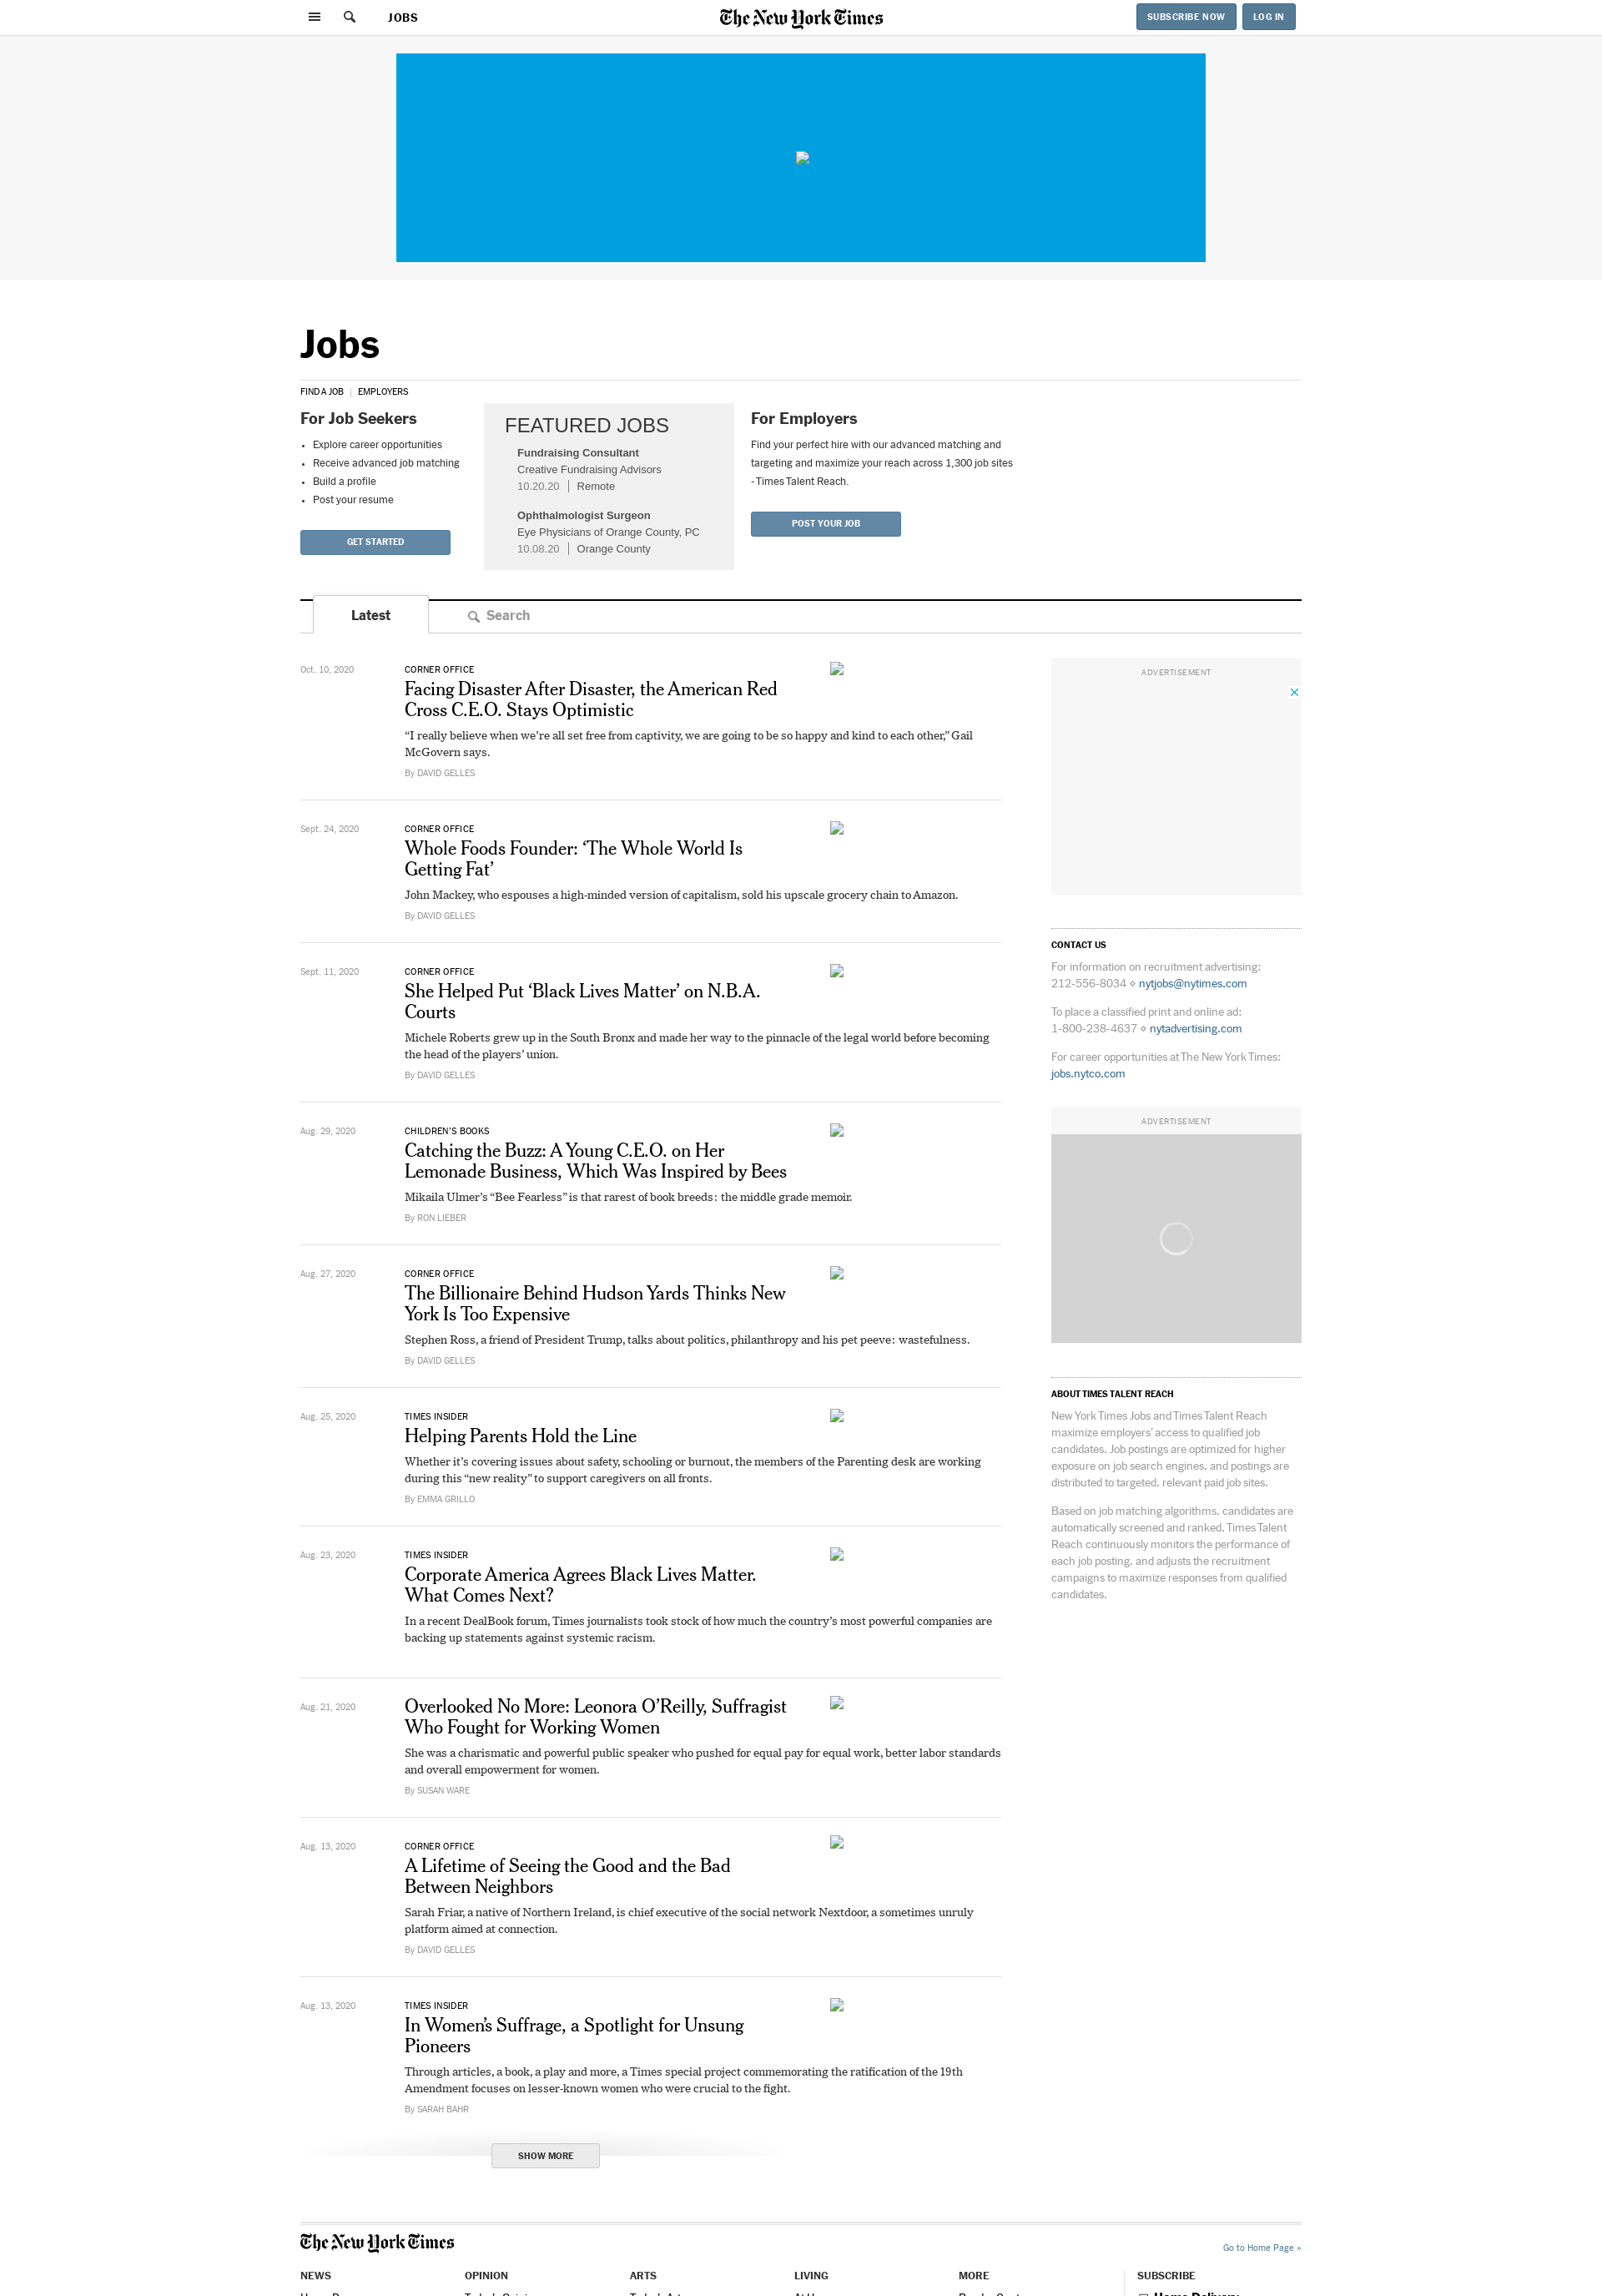 JOBS
The New York Times
SUBSCRIBE NOW
LOG IN
Jobs
FIND A JOB | EMPLOYERS
For Job Seekers
Explore career opportunities
Receive advanced job matching
Build a profile
Post your resume
GET STARTED
FEATURED JOBS
Fundraising Consultant
Creative Fundraising Advisors
10.20.20 | Remote
Ophthalmologist Surgeon
Eye Physicians of Orange County, PC
10.08.20 | Orange County
For Employers
Find your perfect hire with our advanced matching and
targeting and maximize your reach across 1,300 job sites
- Times Talent Reach.
POST YOUR JOB
Latest
Search
Oct. 10, 2020
CORNER OFFICE
Facing Disaster After Disaster, the American Red
Cross C.E.O. Stays Optimistic
“I really believe when we’re all set free from captivity, we are going to be so happy and kind to each other,” Gail
McGovern says.
By DAVID GELLES
Sept. 24, 2020
CORNER OFFICE
Whole Foods Founder: ‘The Whole World Is
Getting Fat’
John Mackey, who espouses a high-minded version of capitalism, sold his upscale grocery chain to Amazon.
By DAVID GELLES
Sept. 11, 2020
CORNER OFFICE
She Helped Put ‘Black Lives Matter’ on N.B.A.
Courts
Michele Roberts grew up in the South Bronx and made her way to the pinnacle of the legal world before becoming
the head of the players’ union.
By DAVID GELLES
Aug. 29, 2020
CHILDREN’S BOOKS
Catching the Buzz: A Young C.E.O. on Her
Lemonade Business, Which Was Inspired by Bees
Mikaila Ulmer’s “Bee Fearless” is that rarest of book breeds: the middle grade memoir.
By RON LIEBER
Aug. 27, 2020
CORNER OFFICE
The Billionaire Behind Hudson Yards Thinks New
York Is Too Expensive
Stephen Ross, a friend of President Trump, talks about politics, philanthropy and his pet peeve: wastefulness.
By DAVID GELLES
Aug. 25, 2020
TIMES INSIDER
Helping Parents Hold the Line
Whether it’s covering issues about safety, schooling or burnout, the members of the Parenting desk are working
during this “new reality” to support caregivers on all fronts.
By EMMA GRILLO
Aug. 23, 2020
TIMES INSIDER
Corporate America Agrees Black Lives Matter.
What Comes Next?
In a recent DealBook forum, Times journalists took stock of how much the country’s most powerful companies are
backing up statements against systemic racism.
Aug. 21, 2020
Overlooked No More: Leonora O’Reilly, Suffragist
Who Fought for Working Women
She was a charismatic and powerful public speaker who pushed for equal pay for equal work, better labor standards
and overall empowerment for women.
By SUSAN WARE
Aug. 13, 2020
CORNER OFFICE
A Lifetime of Seeing the Good and the Bad
Between Neighbors
Sarah Friar, a native of Northern Ireland, is chief executive of the social network Nextdoor, a sometimes unruly
platform aimed at connection.
By DAVID GELLES
Aug. 13, 2020
TIMES INSIDER
In Women’s Suffrage, a Spotlight for Unsung
Pioneers
Through articles, a book, a play and more, a Times special project commemorating the ratification of the 19th
Amendment focuses on lesser-known women who were crucial to the fight.
By SARAH BAHR
SHOW MORE
ADVERTISEMENT
CONTACT US
For information on recruitment advertising:
212-556-8034 ⋄ nytjobs@nytimes.com
To place a classified print and online ad:
1-800-238-4637 ⋄ nytadvertising.com
For career opportunities at The New York Times:
jobs.nytco.com
ADVERTISEMENT
ABOUT TIMES TALENT REACH
New York Times Jobs and Times Talent Reach
maximize employers’ access to qualified job
candidates. Job postings are optimized for higher
exposure on job search engines, and postings are
distributed to targeted, relevant paid job sites.
Based on job matching algorithms, candidates are
automatically screened and ranked. Times Talent
Reach continuously monitors the performance of
each job posting, and adjusts the recruitment
campaigns to maximize responses from qualified
candidates.
The New York Times
Go to Home Page »
NEWS
OPINION
ARTS
LIVING
MORE
SUBSCRIBE